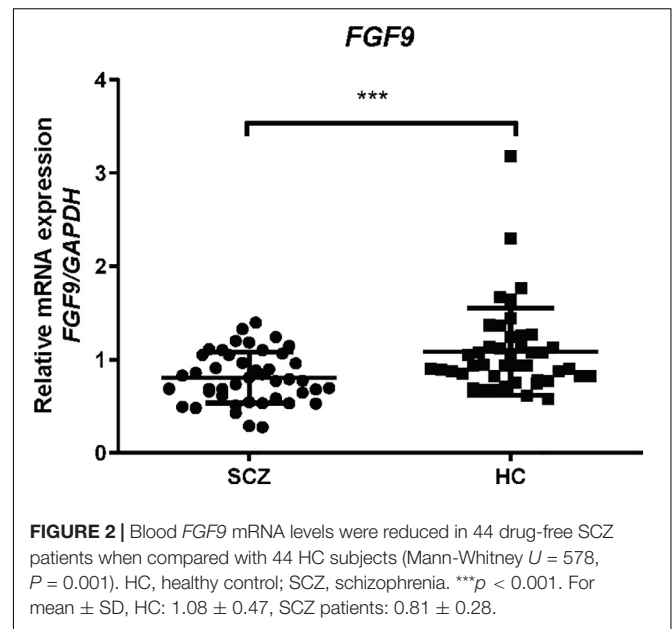 FGF9
***
Relative mRNA expression
FGF9/GAPDH
4
3
2
1
0
SCZ HC
FIGURE 2 | Blood FGF9 mRNA levels were reduced in 44 drug-free SCZ
patients when compared with 44 HC subjects (Mann-Whitney U = 578,
P = 0.001). HC, healthy control; SCZ, schizophrenia. ***p < 0.001. For
mean ± SD, HC: 1.08 ± 0.47, SCZ patients: 0.81 ± 0.28.